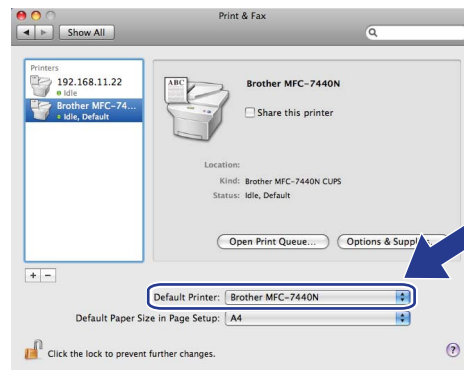 Print & Fax
Show All
Printers
192.168.11.22
Idle
Brother MFC-74...
Idle, Default
ABC
Brother MFC-7440N
Share this printer
Location:
Kind: Brother MFC-7440N CUPS
Status: Idle, Default
Open Print Queue...
Options & Supplies...
+ -
Default Printer: Brother MFC-7440N
Default Paper Size in Page Setup: A4
Click the lock to prevent further changes.
?